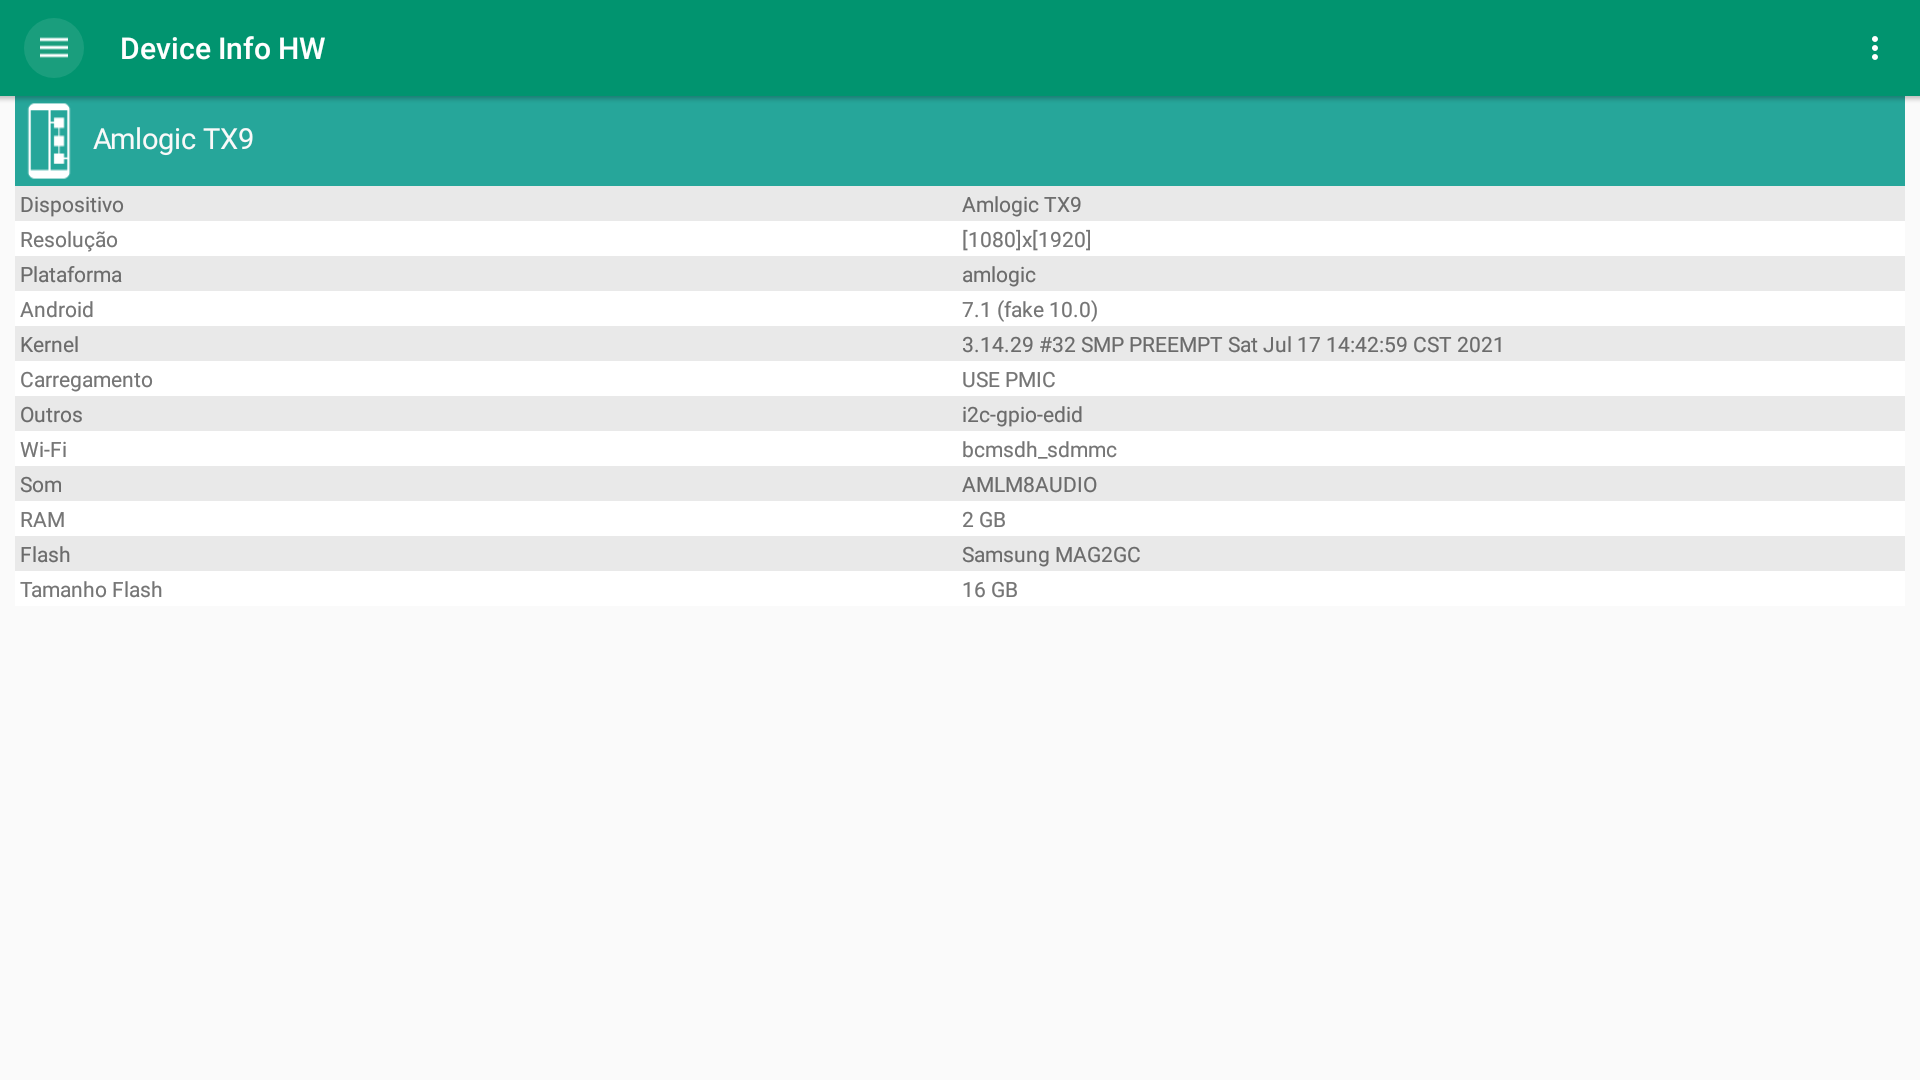 Device Info HW
Amlogic TX9
Dispositivo Amlogic TX9
Resolução [1080]x[1920]
Plataforma amlogic
Android 7.1 (fake 10.0)
Kernel 3.14.29 #32 SMP PREEMPT Sat Jul 17 14:42:59 CST 2021
Carregamento USE PMIC
Outros i2c-gpio-edid
Wi-Fi bcmsdh_sdmmc
Som AMLM8AUDIO
RAM 2 GB
Flash Samsung MAG2GC
Tamanho Flash 16 GB